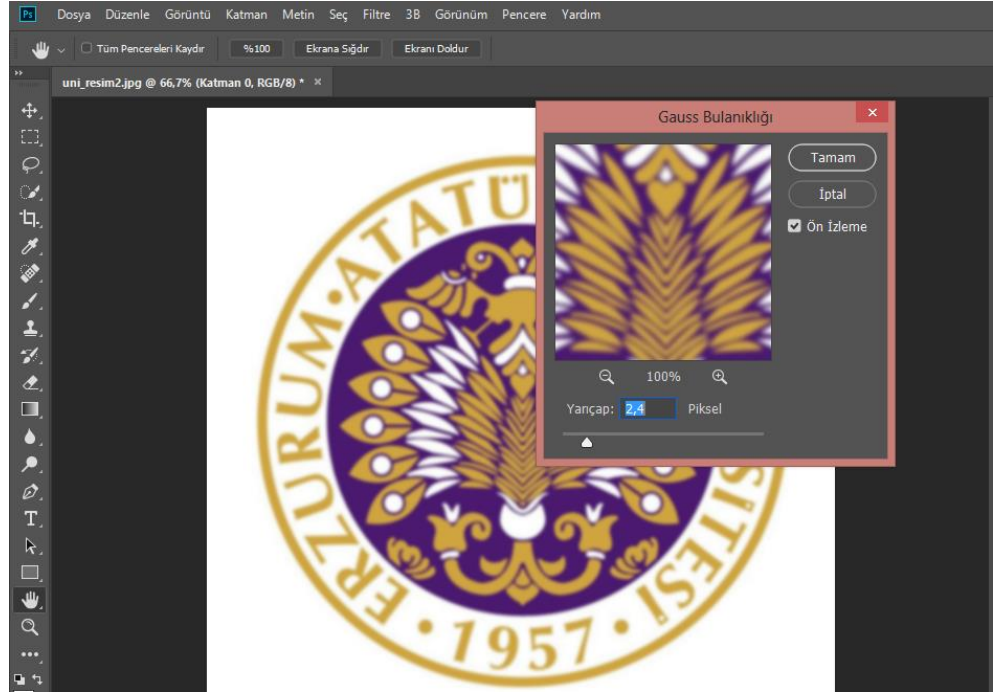 Ps Dosya Düzenle Görüntü Katman Metin Seç Filtre 3B Görünüm Pencere Yardım
Tüm Pencereleri Kaydır %100 Ekrana Sığdır Ekranı Doldur
uni_resim2.jpg @ 66,7% (Katman 0, RGB/8) * ×
Gauss Bulanıklığı
Tamam
İptal
Ön İzleme
100%
Yarıçap: 2,4 Piksel
ERZURUM•ATATÜ
SİTESİ
• 1957 •
T